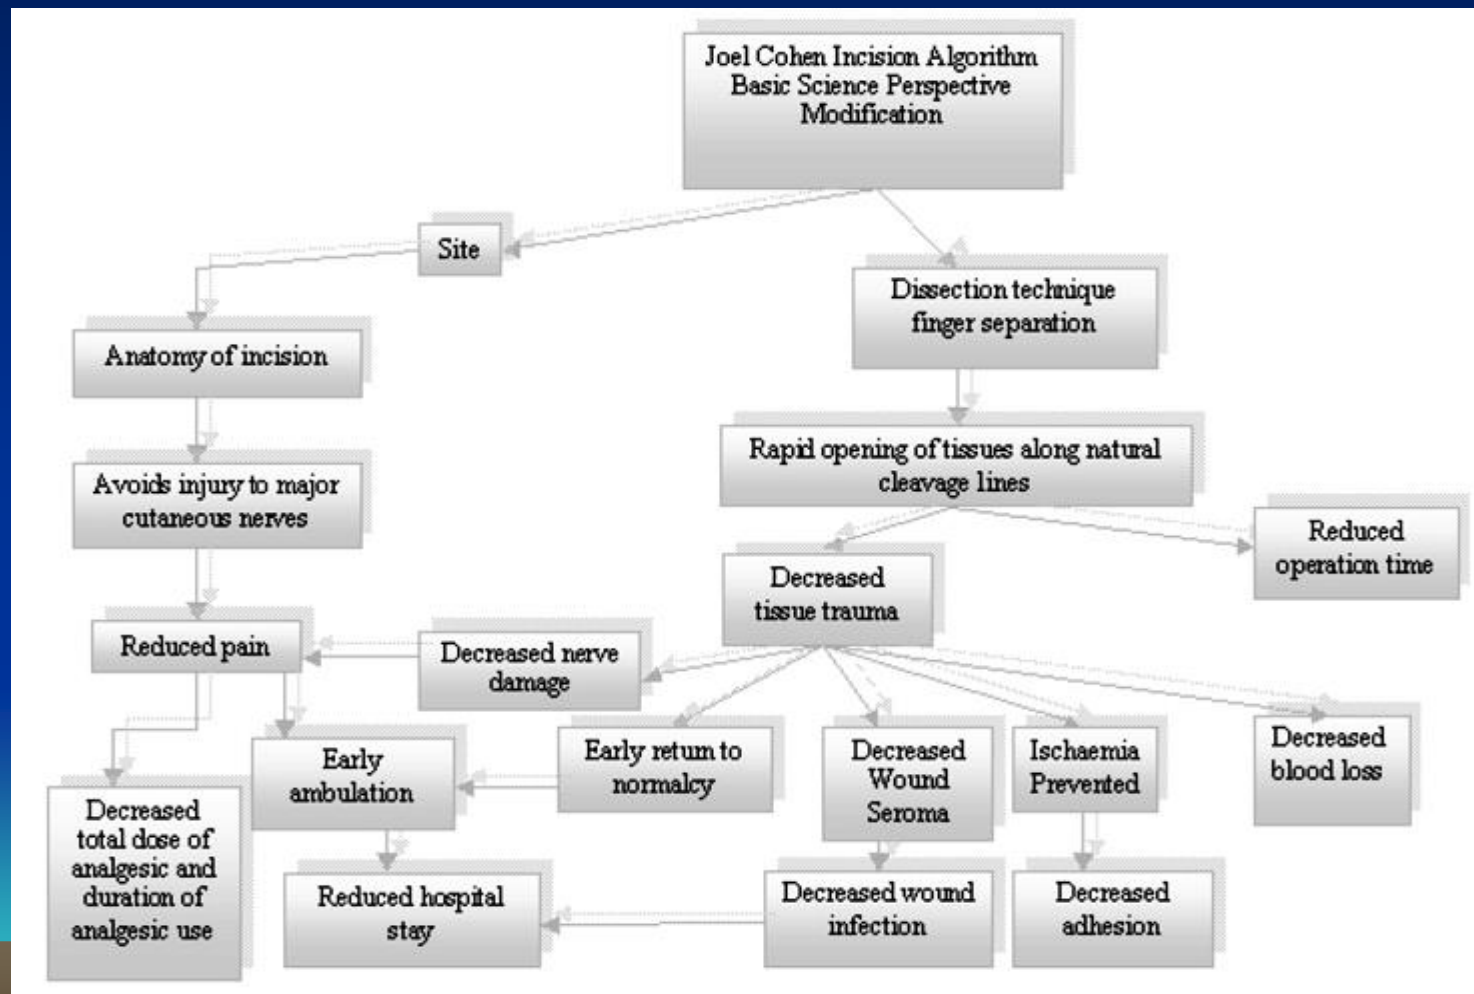 Joel Cohen Incision Algorithm
Basic Science Perspective
Modification
Site
Dissection technique
finger separation
Anatomy of incision
Rapid opening of tissues along natural
cleavage lines
Avoids injury to major
cutaneous nerves
Reduced
operation time
Decreased
tissue trauma
Reduced pain
Decreased nerve
damage
Early
ambulation
Early return to
normalcy
Decreased
Wound
Seroma
Ischaemia
Prevented
Decreased
blood loss
Decreased
total dose of
analgesic and
duration of
analgesic use
Reduced hospital
stay
Decreased wound
infection
Decreased
adhesion